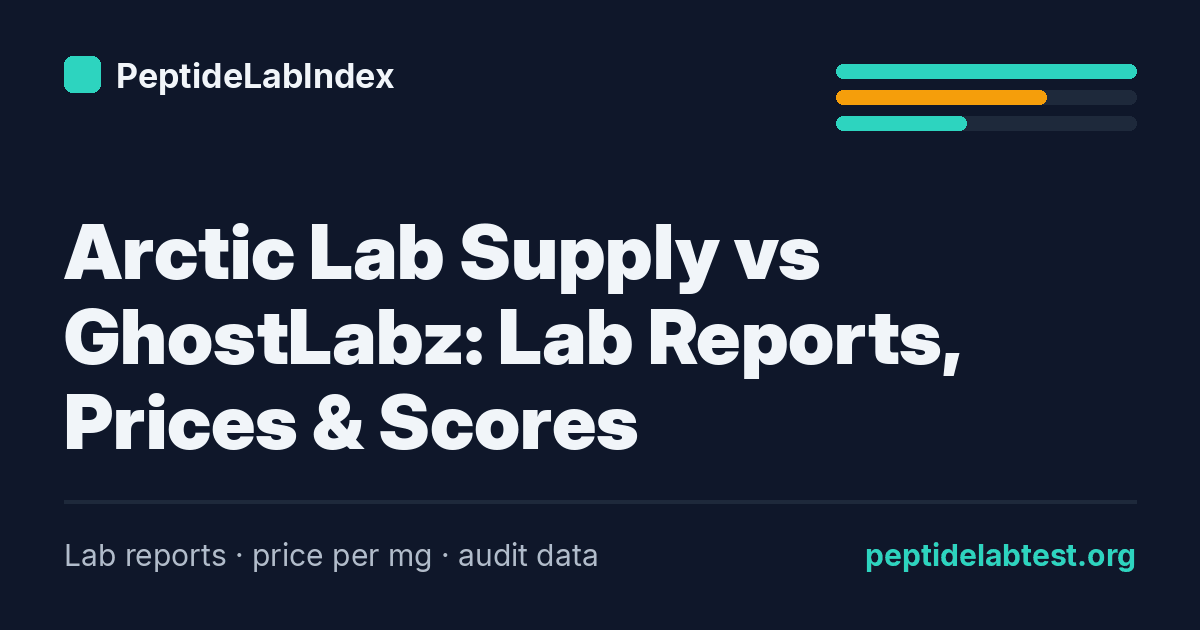 PeptideLabIndex
Arctic Lab Supply vs
GhostLabz: Lab Reports,
Prices & Scores
Lab reports · price per mg · audit data
peptidelabtest.org